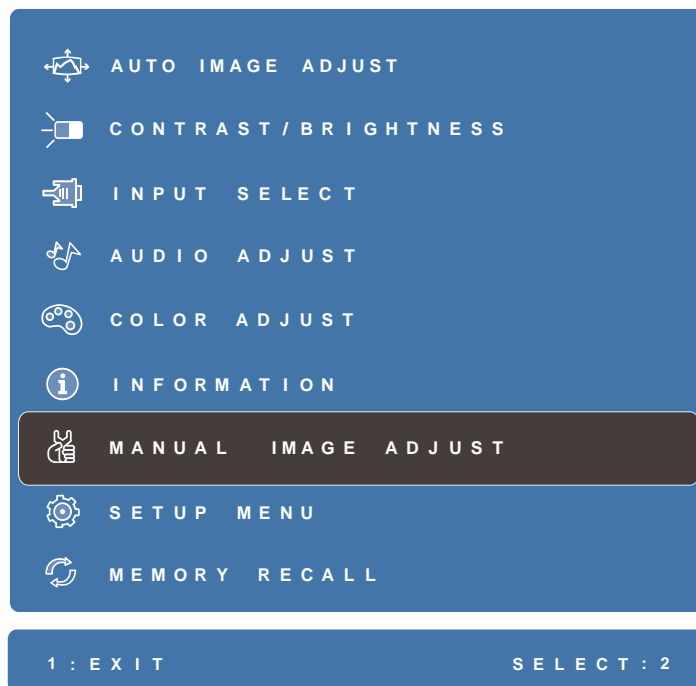 AUTO IMAGE ADJUST
CONTRAST/BRIGHTNESS
INPUT SELECT
AUDIO ADJUST
COLOR ADJUST
INFORMATION
MANUAL IMAGE ADJUST
SETUP MENU
MEMORY RECALL
1:EXIT SELECT:2